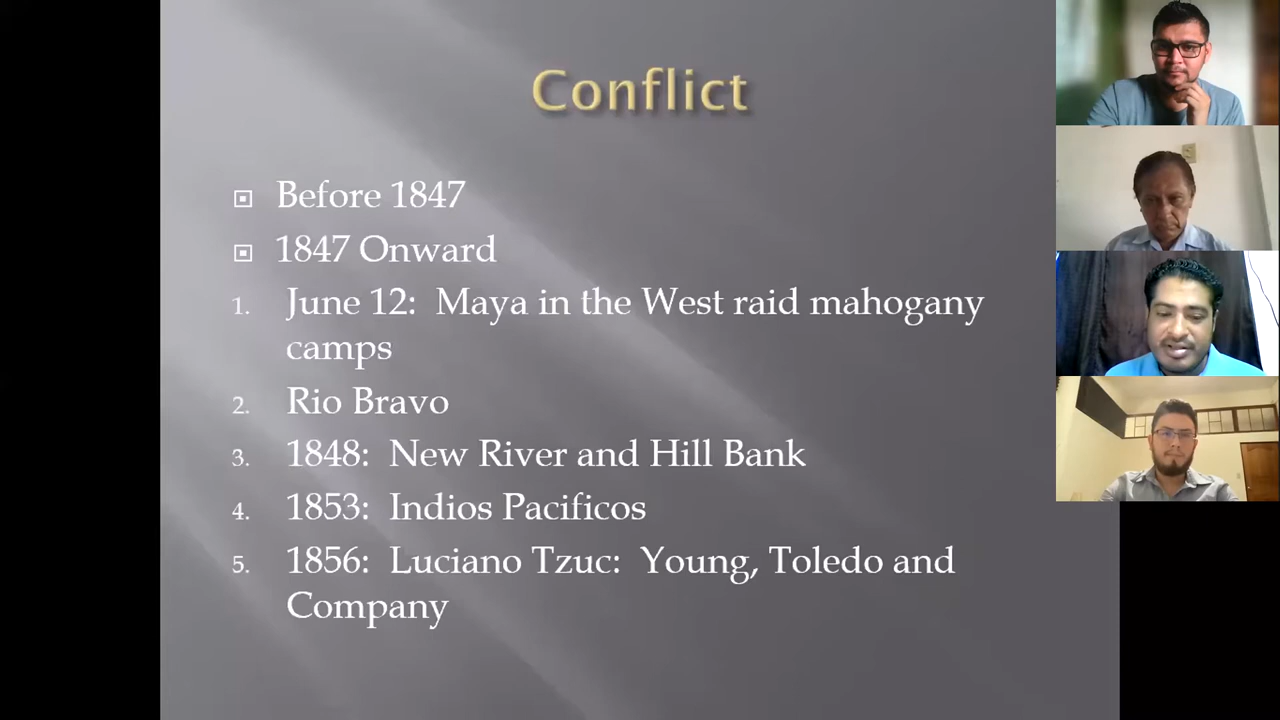 Conflict
Before 1847
1847 Onward
1. June 12: Maya in the West raid mahogany
camps
2. Rio Bravo
3. 1848: New River and Hill Bank
4. 1853: Indios Pacificos
5. 1856: Luciano Tzuc: Young, Toledo and
Company